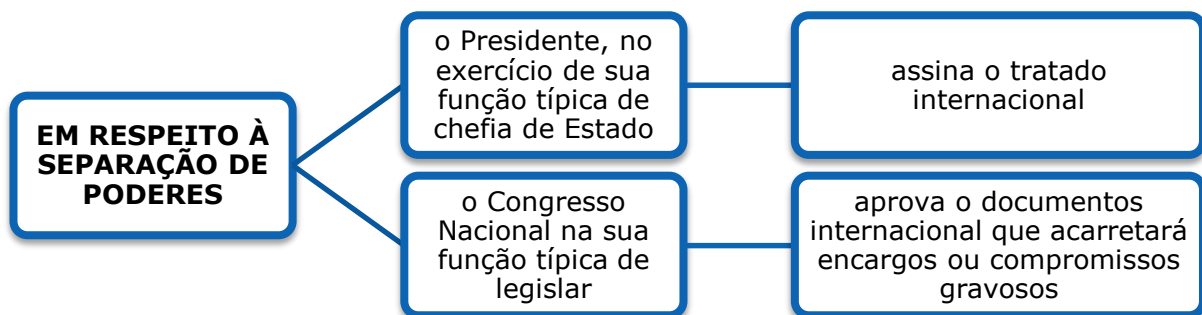 EM RESPEITO À
SEPARAÇÃO DE
PODERES
o Presidente, no
exercício de sua
função típica de
chefia de Estado
assina o tratado
internacional
o Congresso
Nacional na sua
função típica de
legislar
aprova o documentos
internacional que acarretará
encargos ou compromissos
gravosos